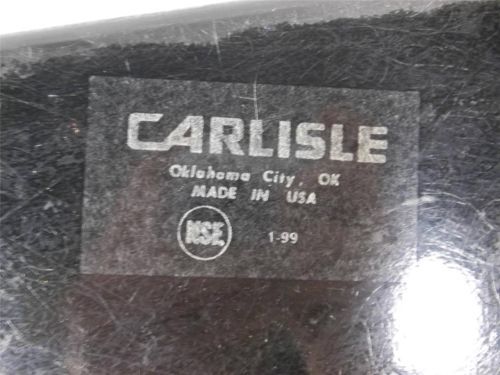 CARLISLE
Oklahoma City, OK
MADE IN USA
NSF
1-99